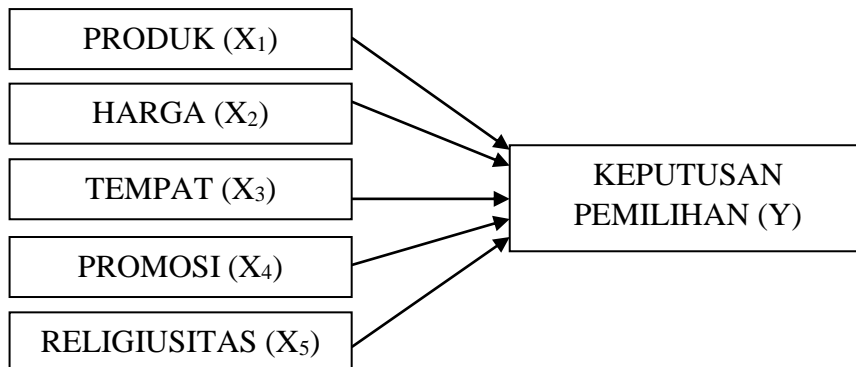 PRODUK (X₁)
HARGA (X₂)
TEMPAT (X₃)
PROMOSI (X₄)
RELIGIUSITAS (X₅)
KEPUTUSAN
PEMILIHAN (Y)